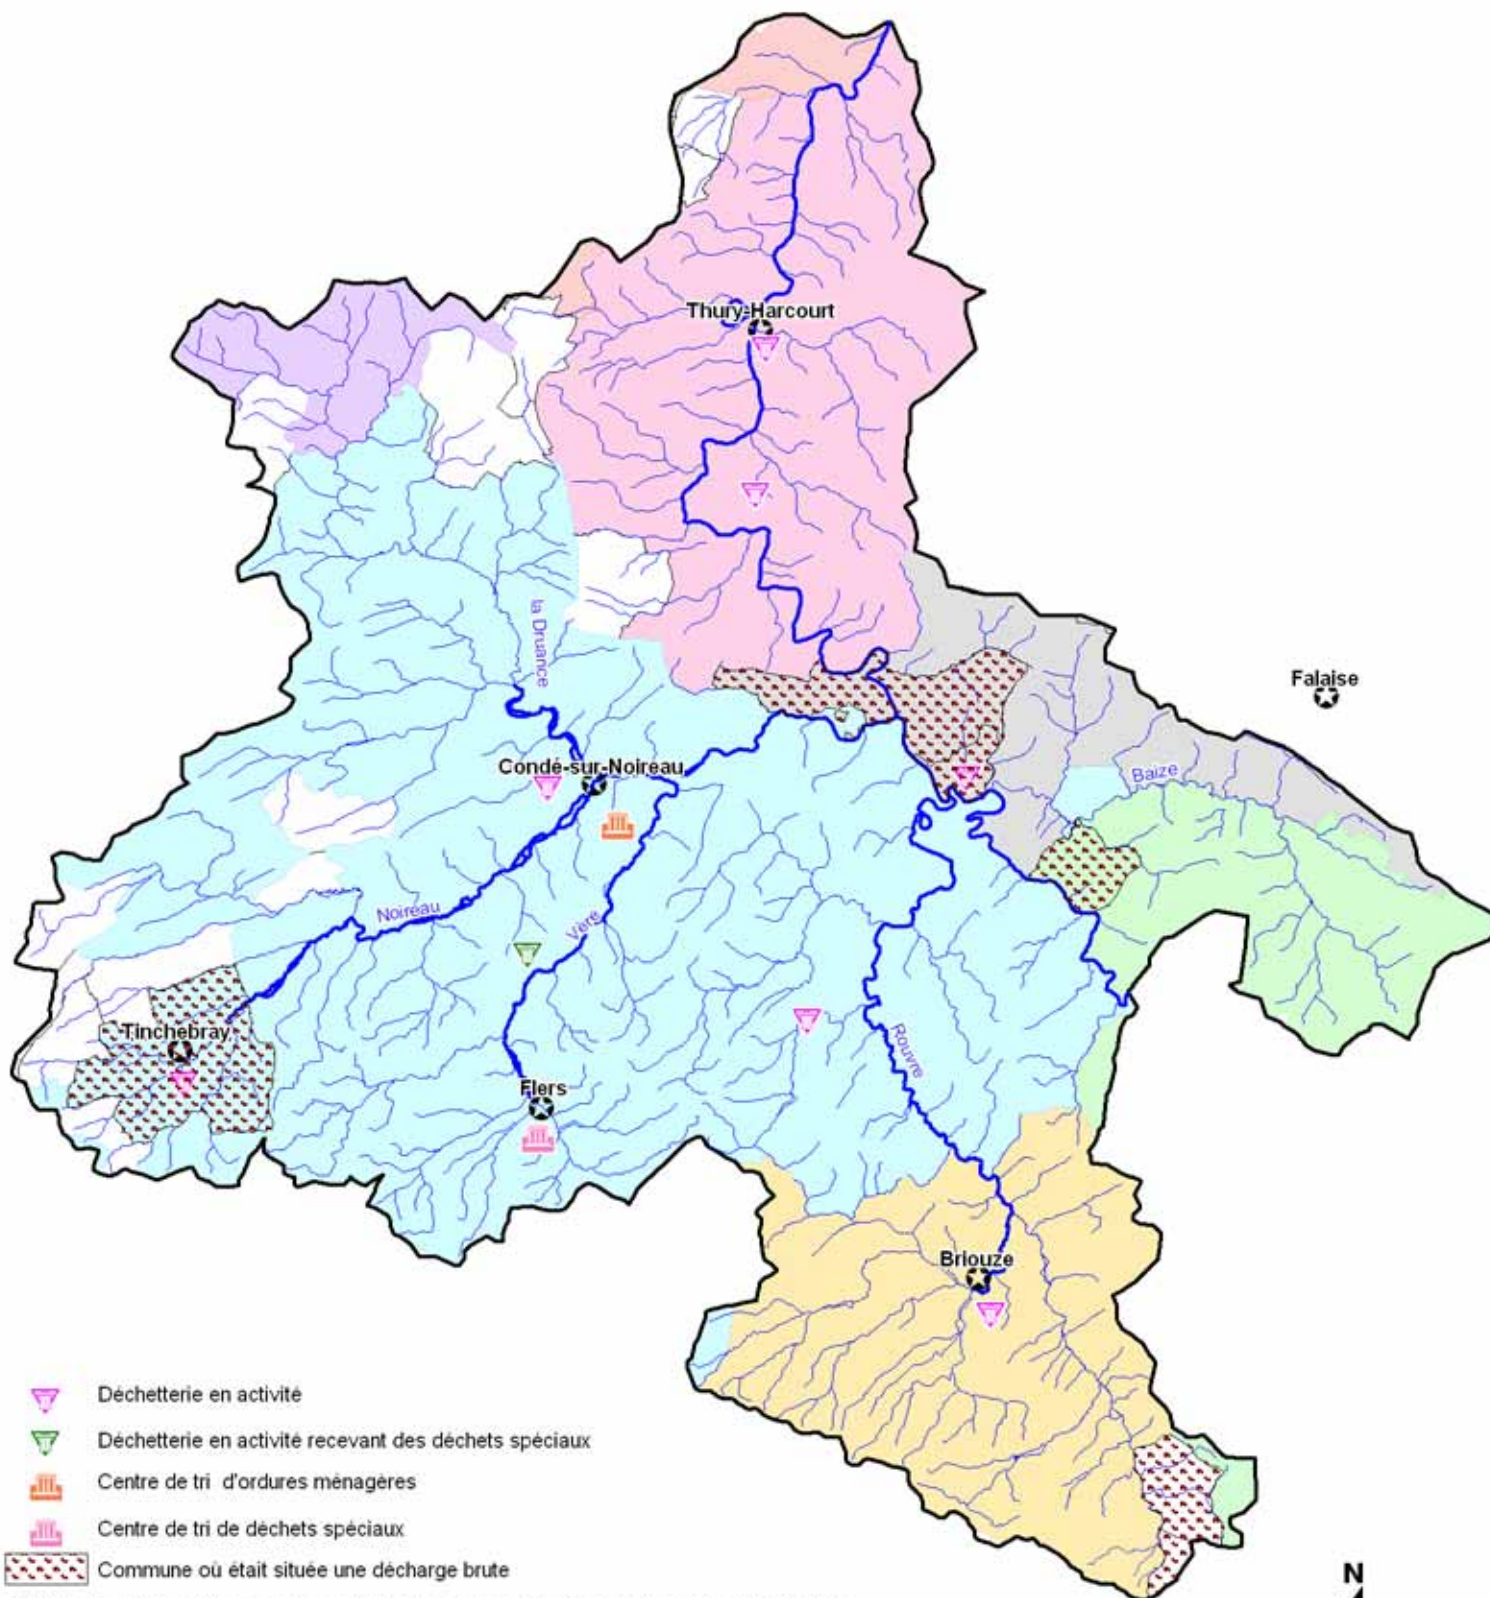 Thury-Harcourt
la Druance
Falaise
Condé-sur-Noireau
Baize
Noireau
Vère
Tinchebray
Rouvre
Flers
Briouze
Déchetterie en activité
Déchetterie en activité recevant des déchets spéciaux
Centre de tri d'ordures ménagères
Centre de tri de déchets spéciaux
Commune où était située une décharge brute
N